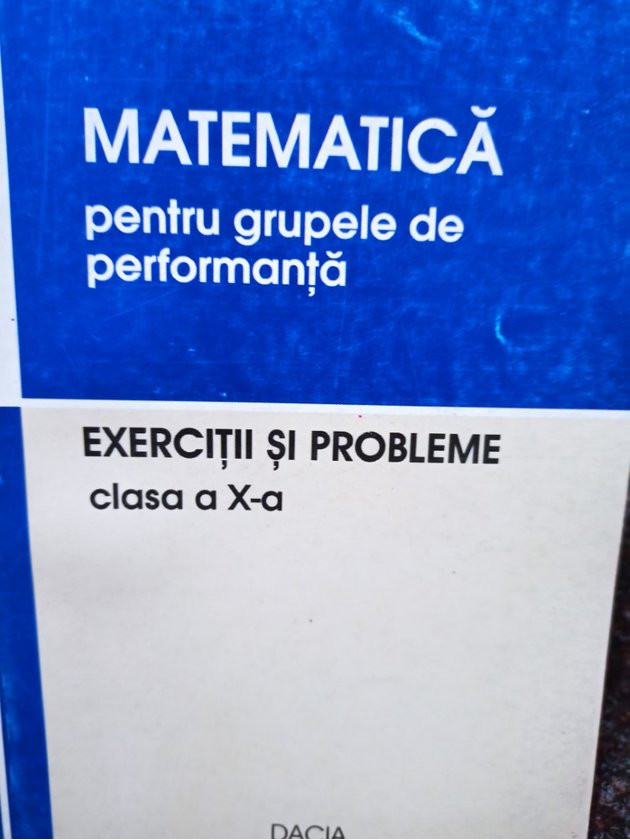 MATEMATICĂ
pentru grupele de
performanță
EXERCIȚII ȘI PROBLEME
clasa a X-a
DACIA